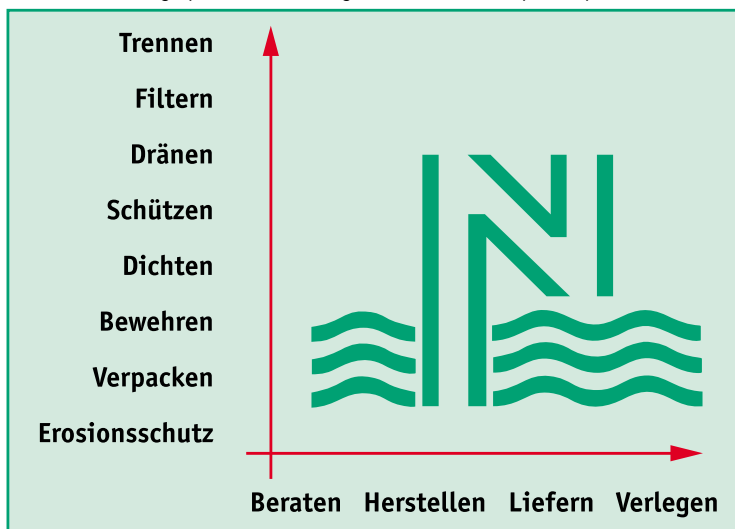 Trennen
Filtern
Dränen
Schützen
Dichten
Bewehren
Verpacken
Erosionsschutz
Beraten Herstellen Liefern Verlegen